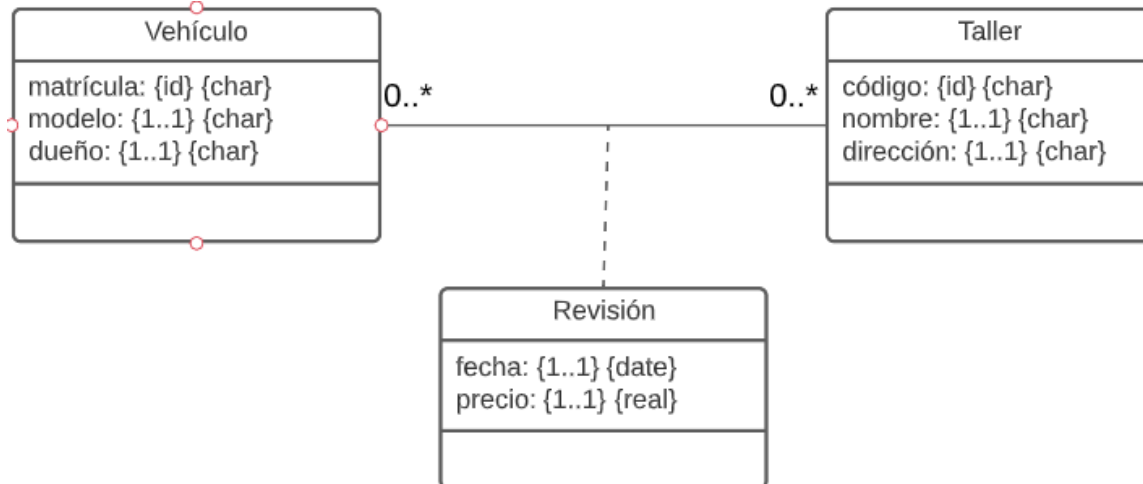 Vehículo
matrícula: {id} {char}
modelo: {1..1} {char}
dueño: {1..1} {char}
0..*
0..*
Taller
código: {id} {char}
nombre: {1..1} {char}
dirección: {1..1} {char}
Revisión
fecha: {1..1} {date}
precio: {1..1} {real}